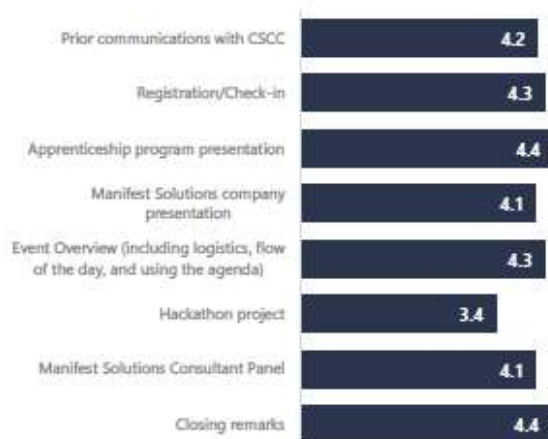 Prior communications with CSCC 4.2
Registration/Check-in 4.3
Apprenticeship program presentation 4.4
Manifest Solutions company
presentation 4.1
Event Overview (including logistics, flow
of the day, and using the agenda) 4.3
Hackathon project 3.4
Manifest Solutions Consultant Panel 4.1
Closing remarks 4.4